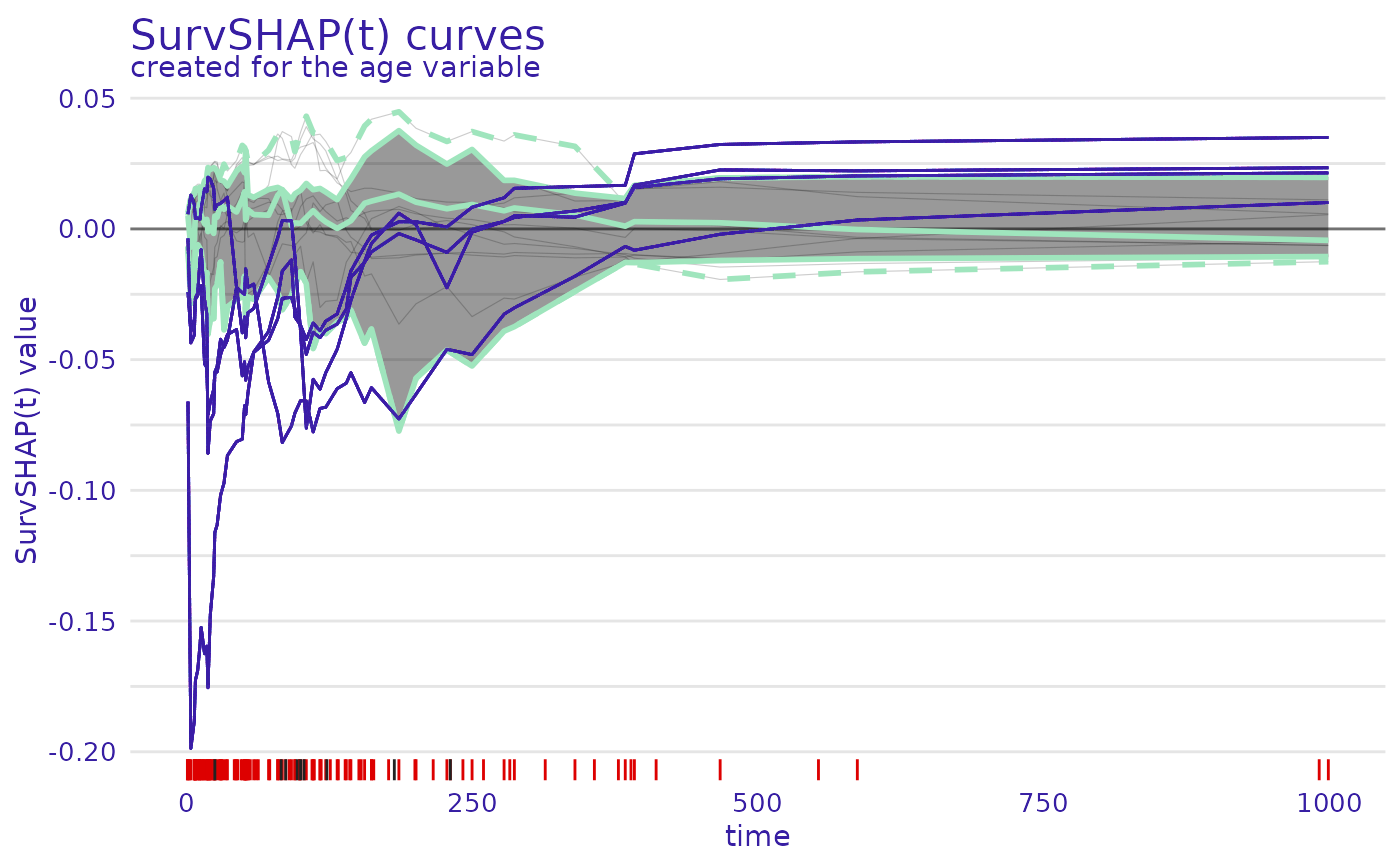 SurvSHAP(t) curves
created for the age variable
SurvSHAP(t) value
0.05
0.00
-0.05
-0.10
-0.15
-0.20
0 250 500 750 1000
time